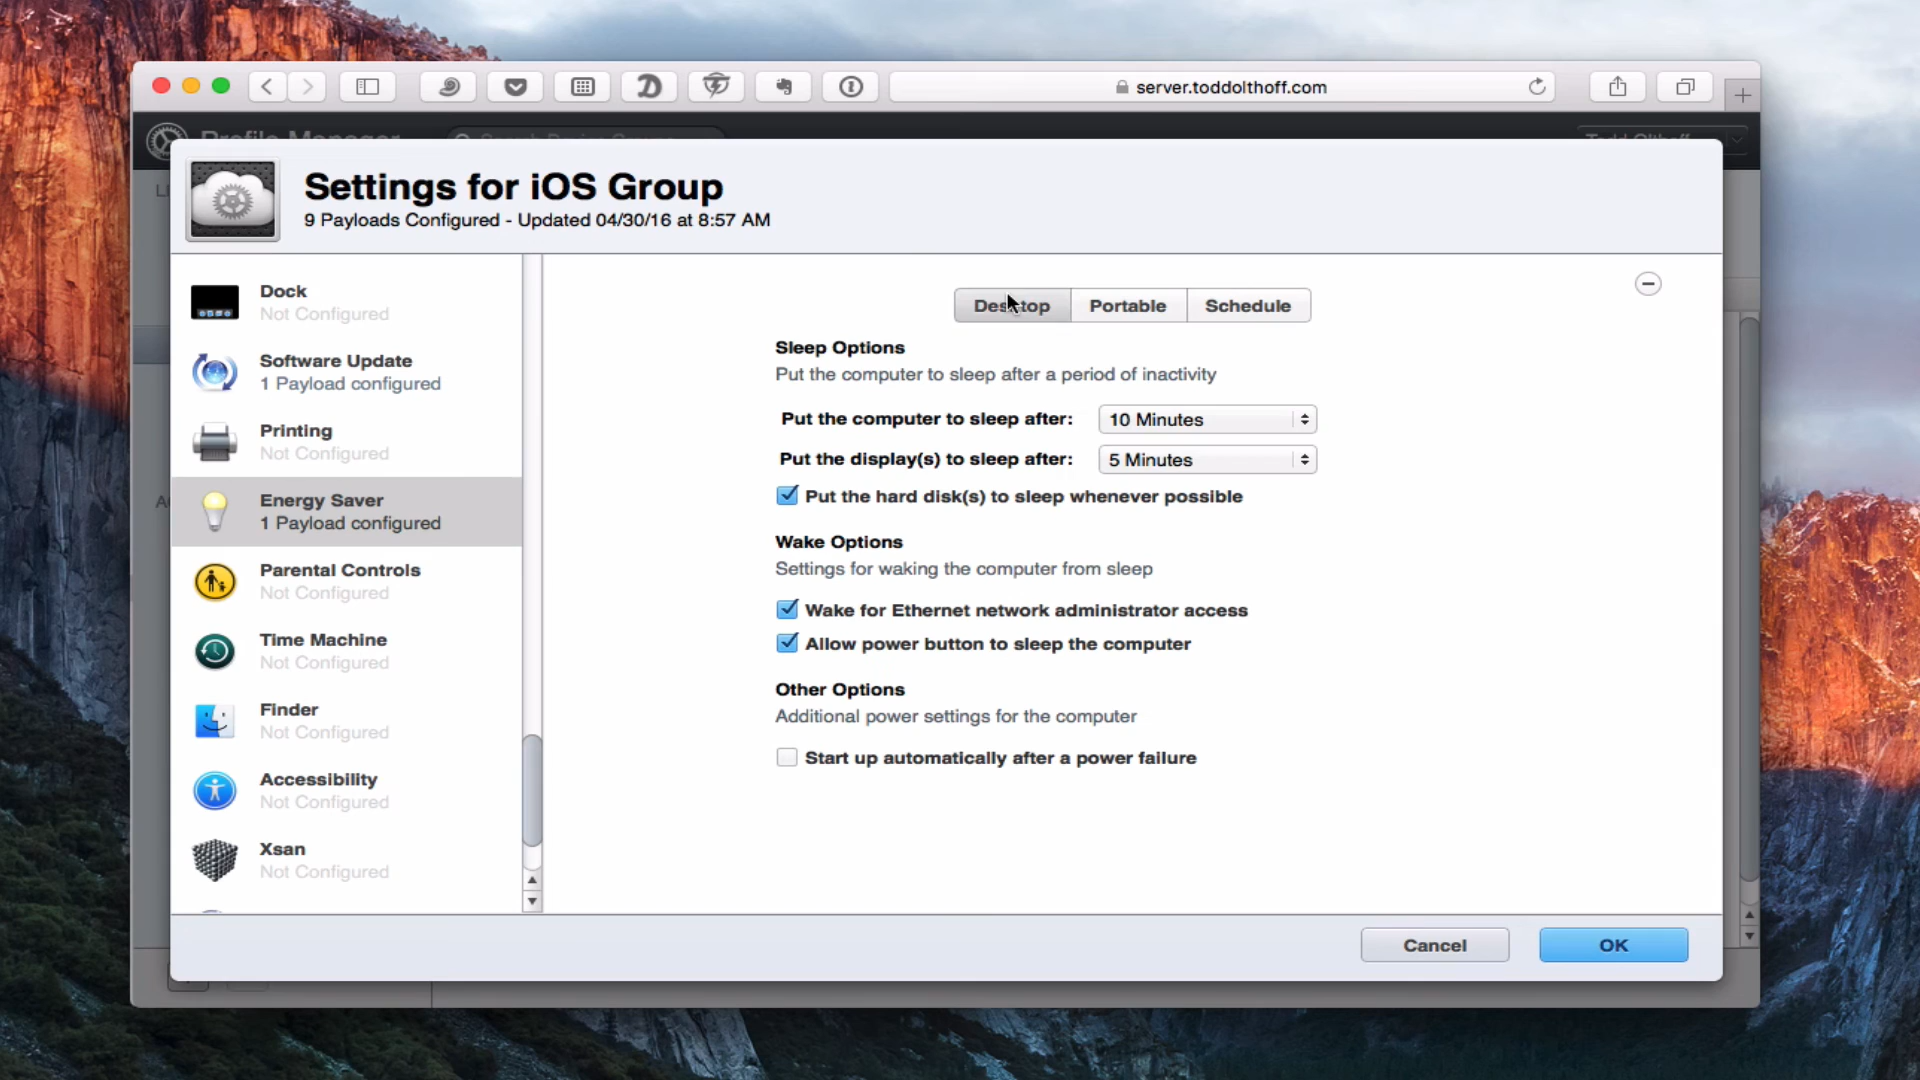 server.toddolthoff.com
Profile Manager
Settings for iOS Group
9 Payloads Configured - Updated 04/30/16 at 8:57 AM
Dock
Not Configured
Software Update
1 Payload configured
Printing
Not Configured
Energy Saver
1 Payload configured
Parental Controls
Not Configured
Time Machine
Not Configured
Finder
Not Configured
Accessibility
Not Configured
Xsan
Not Configured
Desktop Portable Schedule
Sleep Options
Put the computer to sleep after a period of inactivity
Put the computer to sleep after: 10 Minutes
Put the display(s) to sleep after: 5 Minutes
Put the hard disk(s) to sleep whenever possible
Wake Options
Settings for waking the computer from sleep
Wake for Ethernet network administrator access
Allow power button to sleep the computer
Other Options
Additional power settings for the computer
Start up automatically after a power failure
Cancel OK